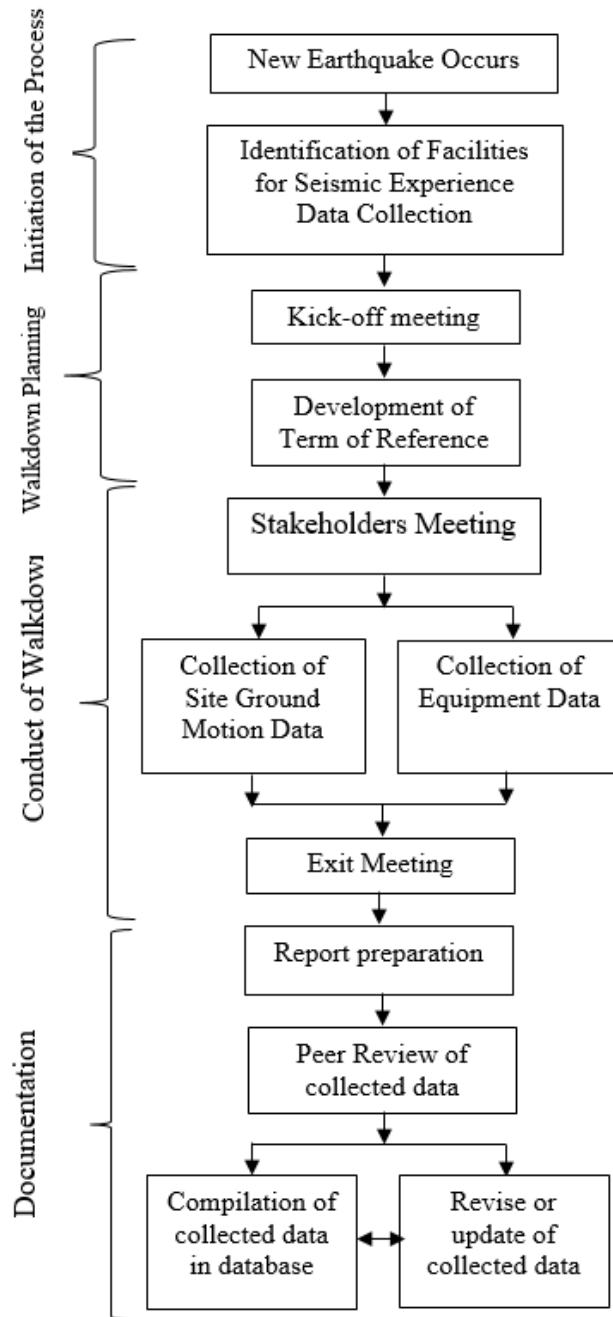 Initiation of the Process
New Earthquake Occurs
Identification of Facilities
for Seismic Experience
Data Collection
Walkdown Planning
Kick-off meeting
Development of
Term of Reference
Conduct of Walkdow
Stakeholders Meeting
Collection of
Site Ground
Motion Data
Collection of
Equipment Data
Exit Meeting
Documentation
Report preparation
Peer Review of
collected data
Compilation of
collected data
in database
Revise or
update of
collected data